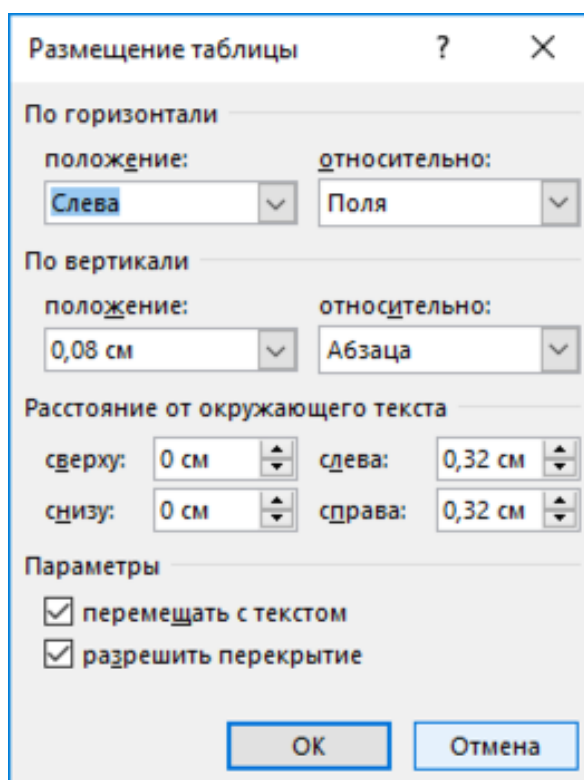 Размещение таблицы ?
По горизонтали
положение: относительно:
Слева Поля
По вертикали
положение: относительно:
0,08 см Абзаца
Расстояние от окружающего текста
сверху: 0 см слева: 0,32 см
снизу: 0 см справа: 0,32 см
Параметры
перемещать с текстом
разрешить перекрытие
ОК Отмена